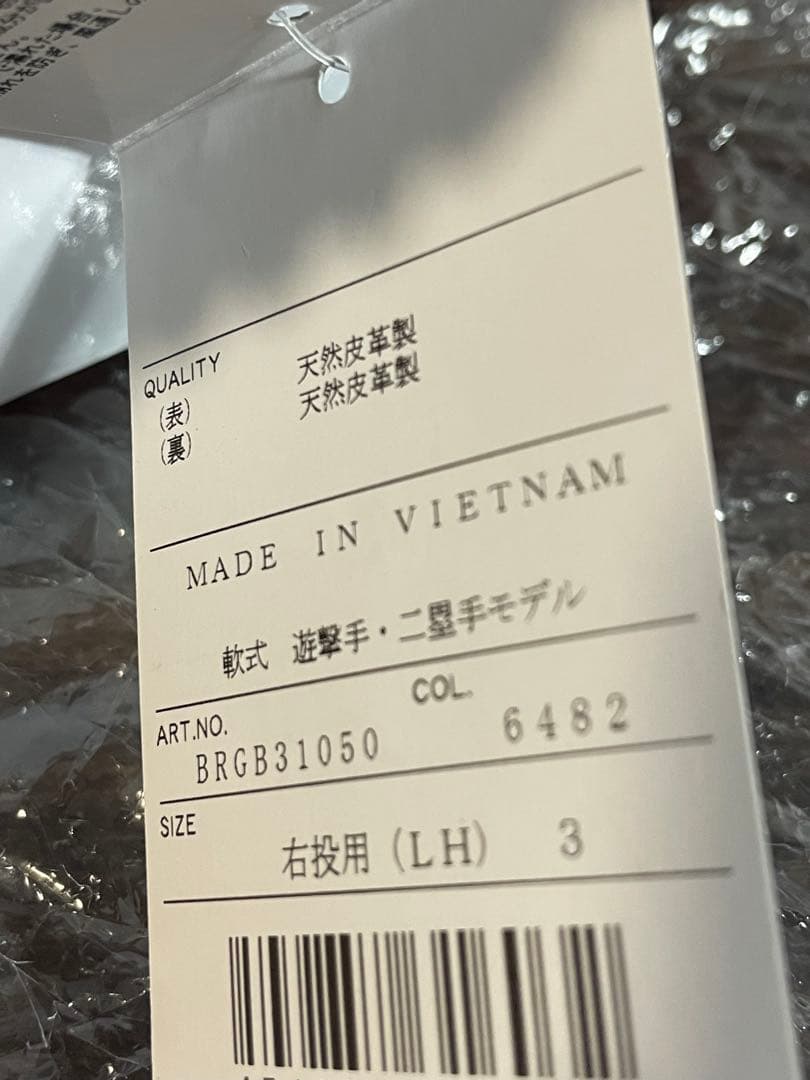 QUALITY
(表) 天然皮革製
(裏) 天然皮革製
MADE IN VIETNAM
軟式 遊撃手・二塁手モデル
ART.NO. COL.
BRGB31050 6482
SIZE
右投用(LH) 3